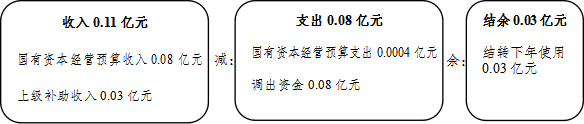 收入 0.11 亿元
国有资本经营预算收入 0.08 亿元
上级补助收入 0.03 亿元
减：
支出 0.08 亿元
国有资本经营预算支出 0.0004 亿元
调出资金 0.08 亿元
余：
结余 0.03 亿元
结转下年使用
0.03 亿元